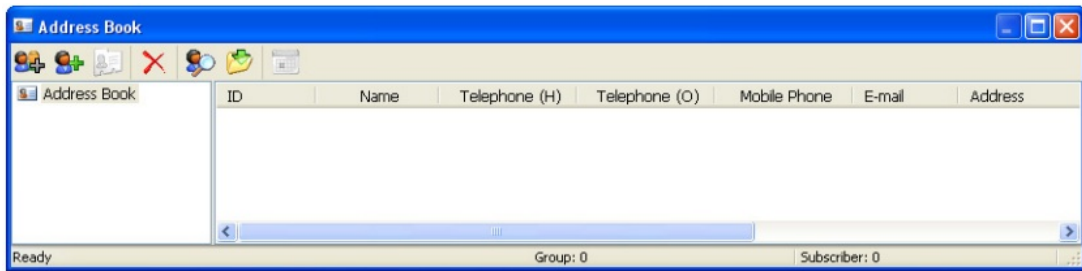 Address Book
Address Book
ID Name Telephone (H) Telephone (O) Mobile Phone E-mail Address
Ready Group: 0 Subscriber: 0